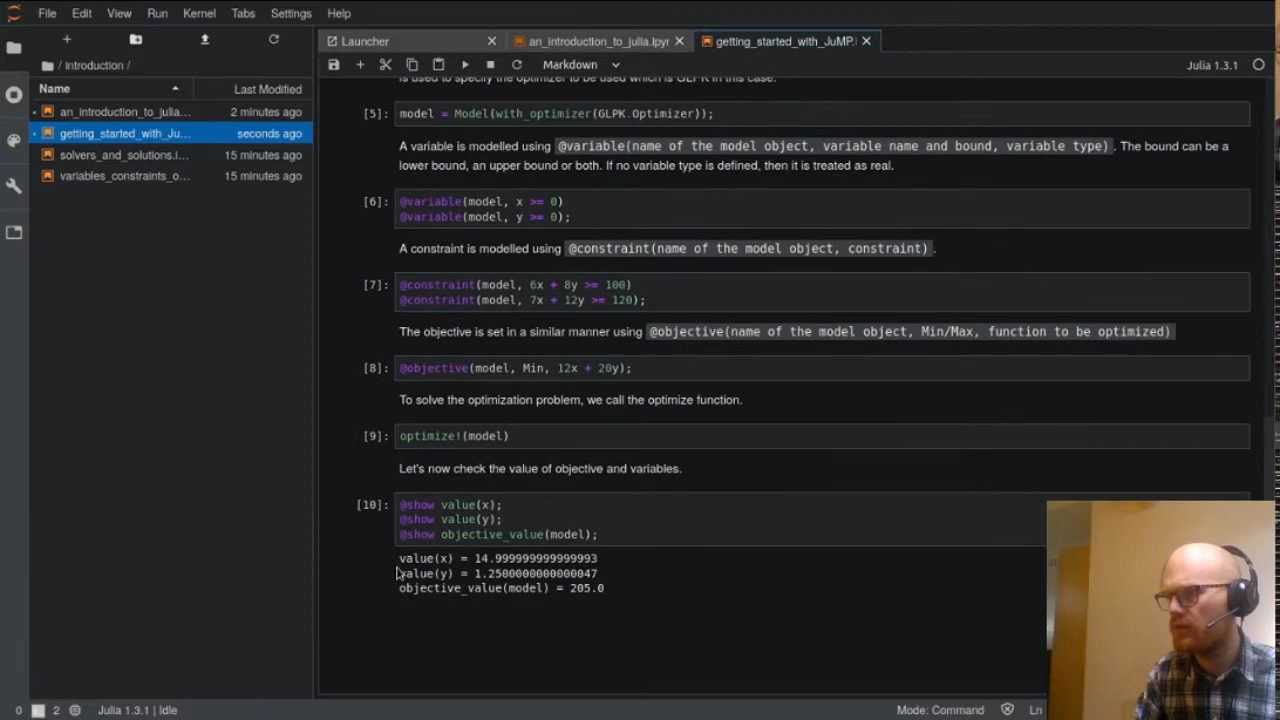 File Edit View Run Kernel Tabs Settings Help
Launcher
an_introduction_to_julia.ipyn
getting_started_with_JuMP.
/ Introduction /
Markdown
Julia 1.3.1
Name
Last Modified
an_introduction_to_julia... 2 minutes ago
getting_started_with_Ju... seconds ago
solvers_and_solutions.i... 15 minutes ago
variables_constraints_o... 15 minutes ago
is used to specify the optimizer to be used which is GLPK in this case.
[5]: model = Model(with_optimizer(GLPK.Optimizer));
A variable is modelled using @variable(name of the model object, variable name and bound, variable type). The bound can be a
lower bound, an upper bound or both. If no variable type is defined, then it is treated as real.
[6]: @variable(model, x >= 0)
@variable(model, y >= 0);
A constraint is modelled using @constraint(name of the model object, constraint).
[7]: @constraint(model, 6x + 8y >= 100)
@constraint(model, 7x + 12y >= 120);
The objective is set in a similar manner using @objective(name of the model object, Min/Max, function to be optimized)
[8]: @objective(model, Min, 12x + 20y);
To solve the optimization problem, we call the optimize function.
[9]: optimize!(model)
Let's now check the value of objective and variables.
[10]: @show value(x);
@show value(y);
@show objective_value(model);
value(x) = 14.999999999999993
value(y) = 1.2500000000000047
objective_value(model) = 205.0
0 2 Julia 1.3.1 | Idle
Mode: Command
Ln